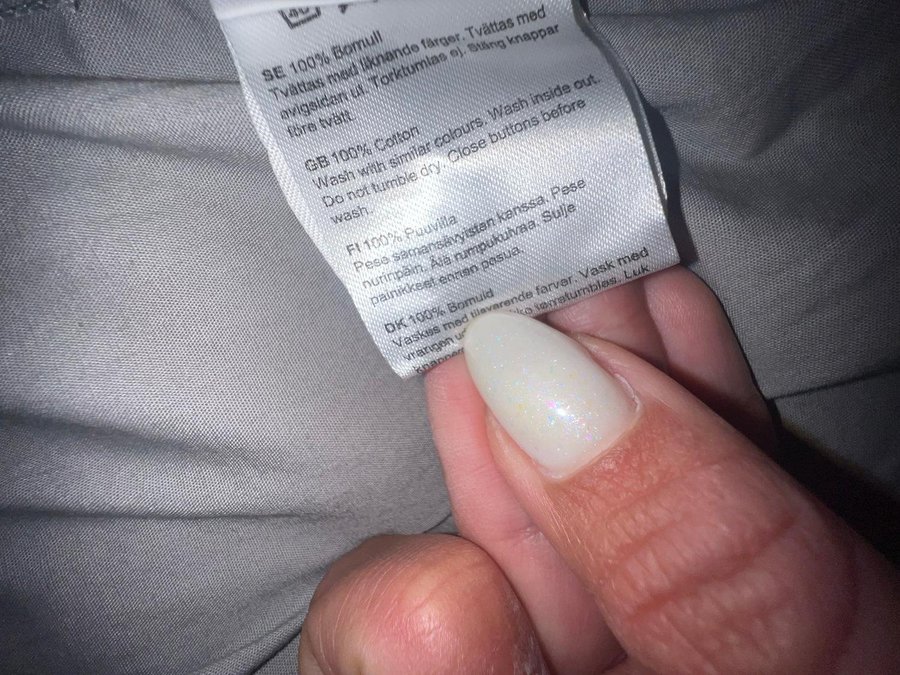 SE 100% Bomull
Tvättas med liknande färger. Tvättas med
avigsidan ut. Torktumlas ej. Stäng knappar
före tvätt.
GB 100% Cotton
Wash with similar colours. Wash inside out.
Do not tumble dry. Close buttons before
wash.
FI 100% Puuvilla
Pese samansävyisten kanssa. Pese
nurinpäin. Älä rumpukuivaa. Sulje
painikkeet ennen pesua.
DK 100% Bomuld
Vaskes med tilsvarende farver. Vask med
vrangen tørretumbles. Luk